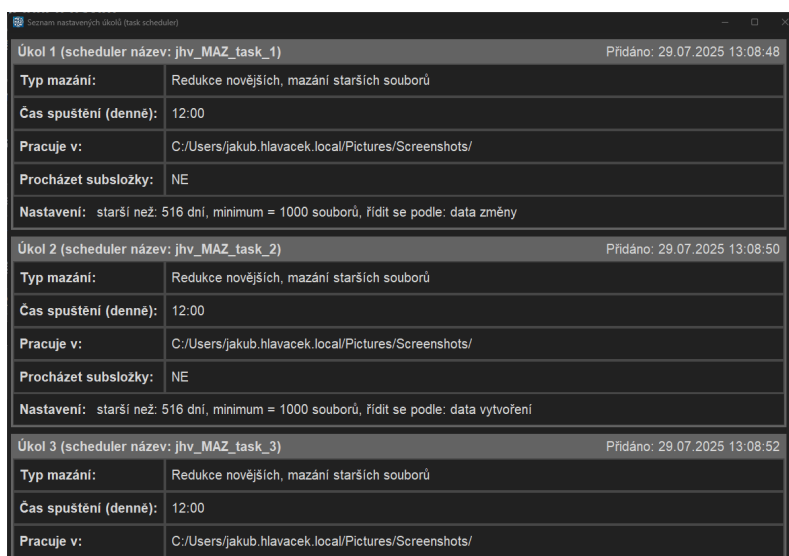 Seznam nastavených úkolů (task scheduler)
Úkol 1 (scheduler název: jhv_MAZ_task_1) Přidáno: 29.07.2025 13:08:48
Typ mazání: Redukce novějších, mazání starších souborů
Čas spuštění (denně): 12:00
Pracuje v: C:/Users/jakub.hlavacek.local/Pictures/Screenshots/
Procházet subsložky: NE
Nastavení: starší než: 516 dní, minimum = 1000 souborů, řídit se podle: data změny
Úkol 2 (scheduler název: jhv_MAZ_task_2) Přidáno: 29.07.2025 13:08:50
Typ mazání: Redukce novějších, mazání starších souborů
Čas spuštění (denně): 12:00
Pracuje v: C:/Users/jakub.hlavacek.local/Pictures/Screenshots/
Procházet subsložky: NE
Nastavení: starší než: 516 dní, minimum = 1000 souborů, řídit se podle: data vytvoření
Úkol 3 (scheduler název: jhv_MAZ_task_3) Přidáno: 29.07.2025 13:08:52
Typ mazání: Redukce novějších, mazání starších souborů
Čas spuštění (denně): 12:00
Pracuje v: C:/Users/jakub.hlavacek.local/Pictures/Screenshots/